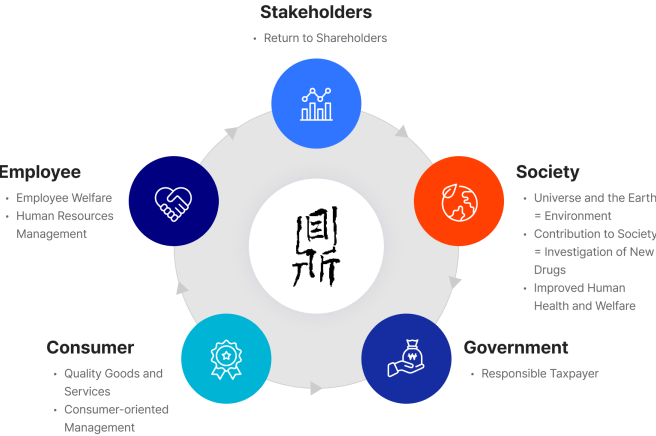 Stakeholders
• Return to Shareholders
Employee
• Employee Welfare
• Human Resources
Management
Society
• Universe and the Earth
= Environment
• Contribution to Society
= Investigation of New
Drugs
• Improved Human
Health and Welfare
鼎
Consumer
• Quality Goods and
Services
• Consumer-oriented
Management
Government
• Responsible Taxpayer
₩